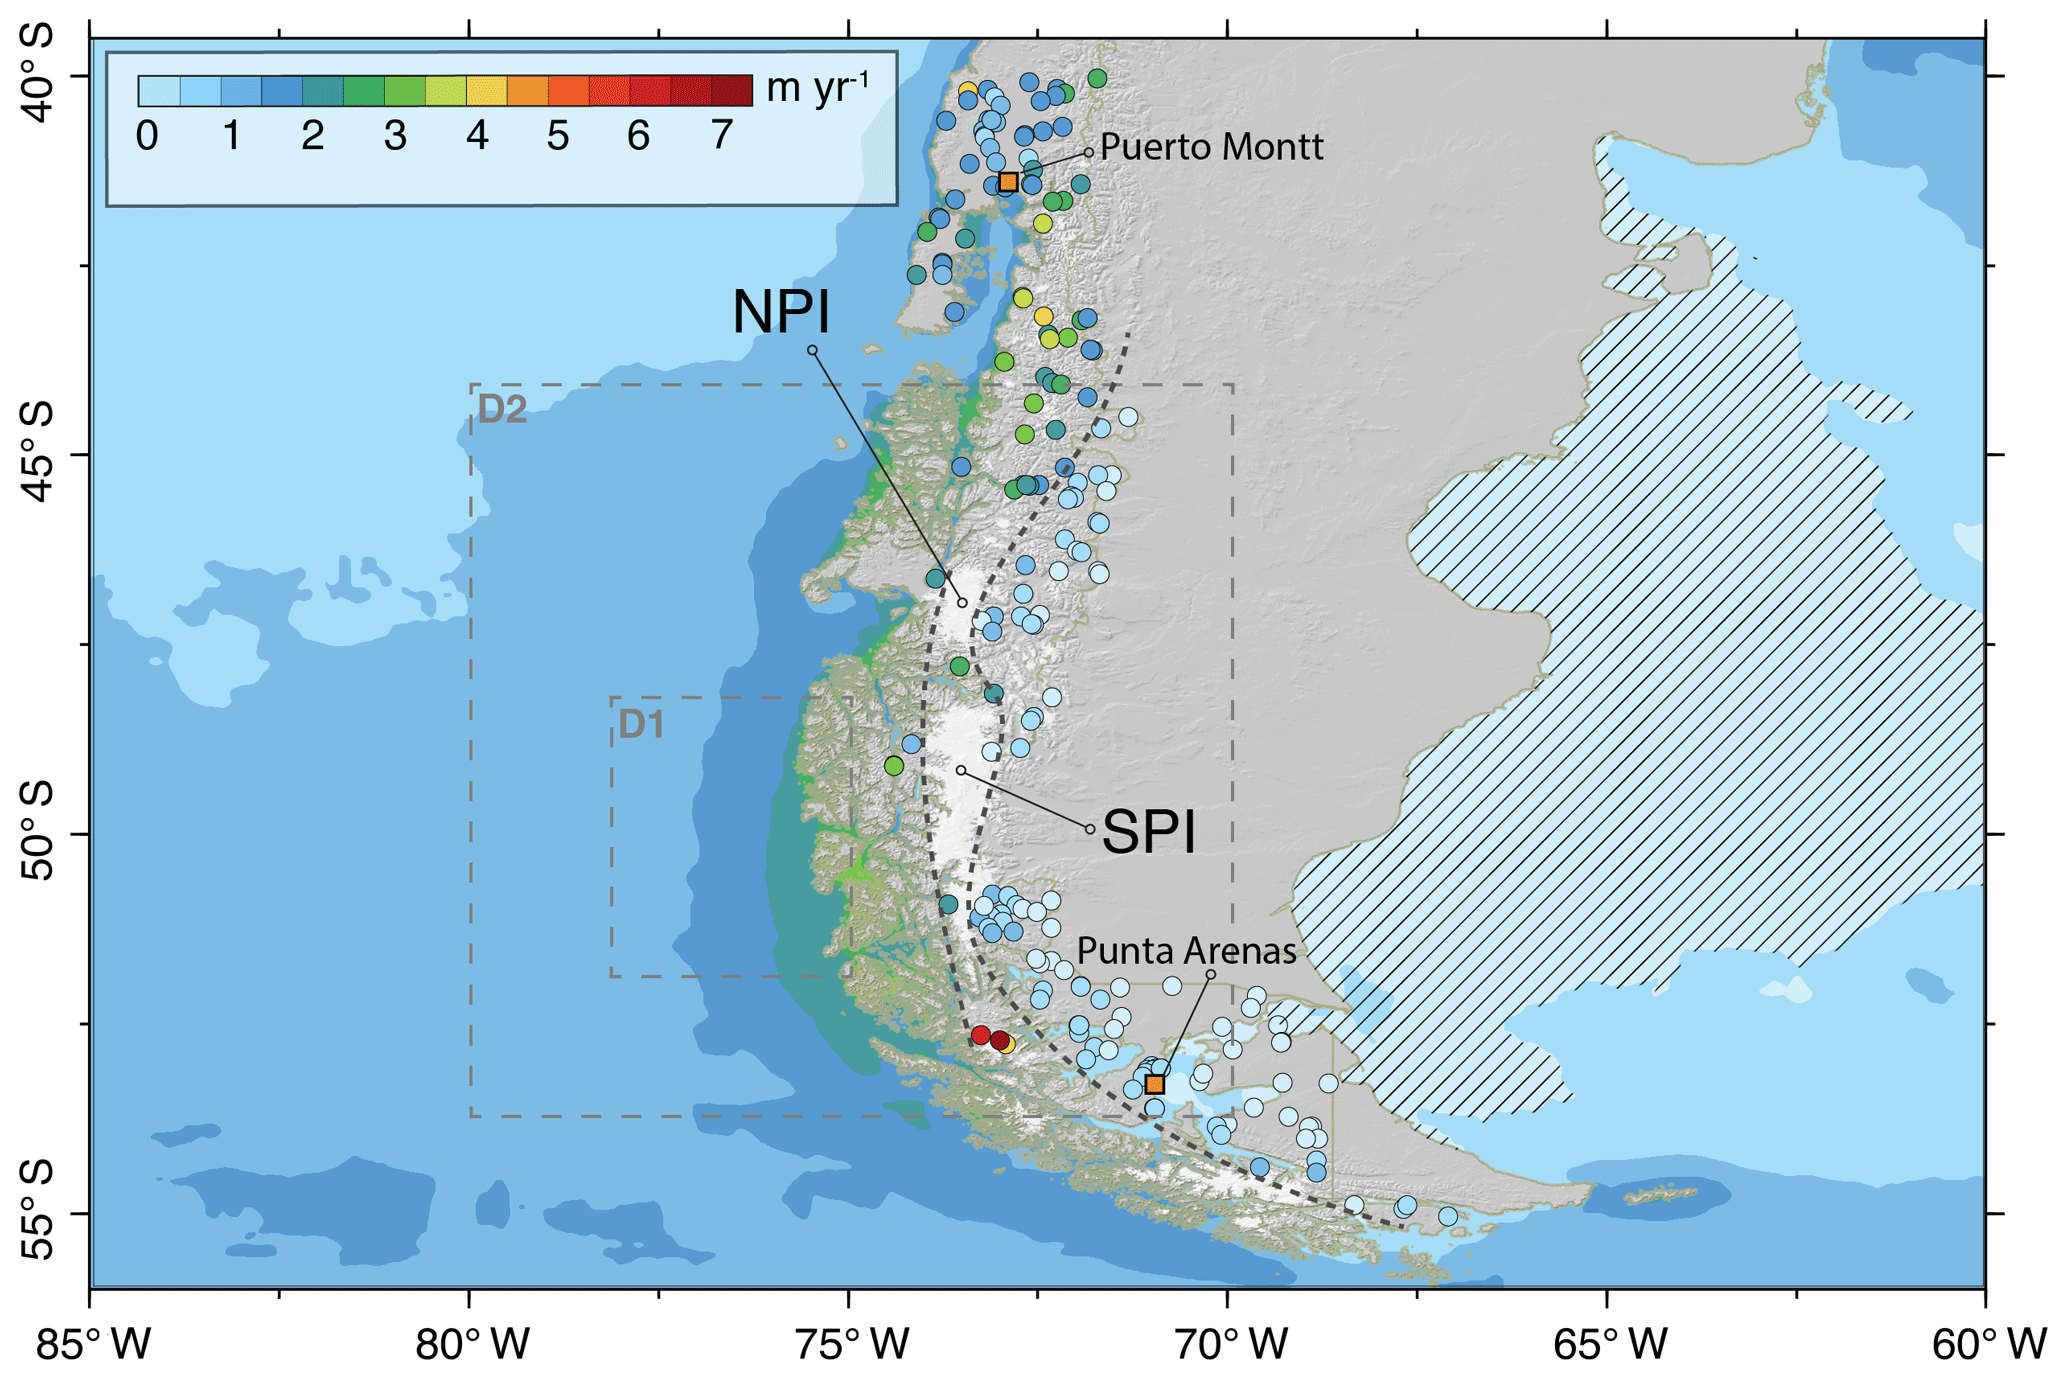 40° S
45° S
50° S
55° S
m yr-1
0 1 2 3 4 5 6 7
Puerto Montt
NPI
D2
D1
SPI
Punta Arenas
85° W 80° W 75° W 70° W 65° W 60° W